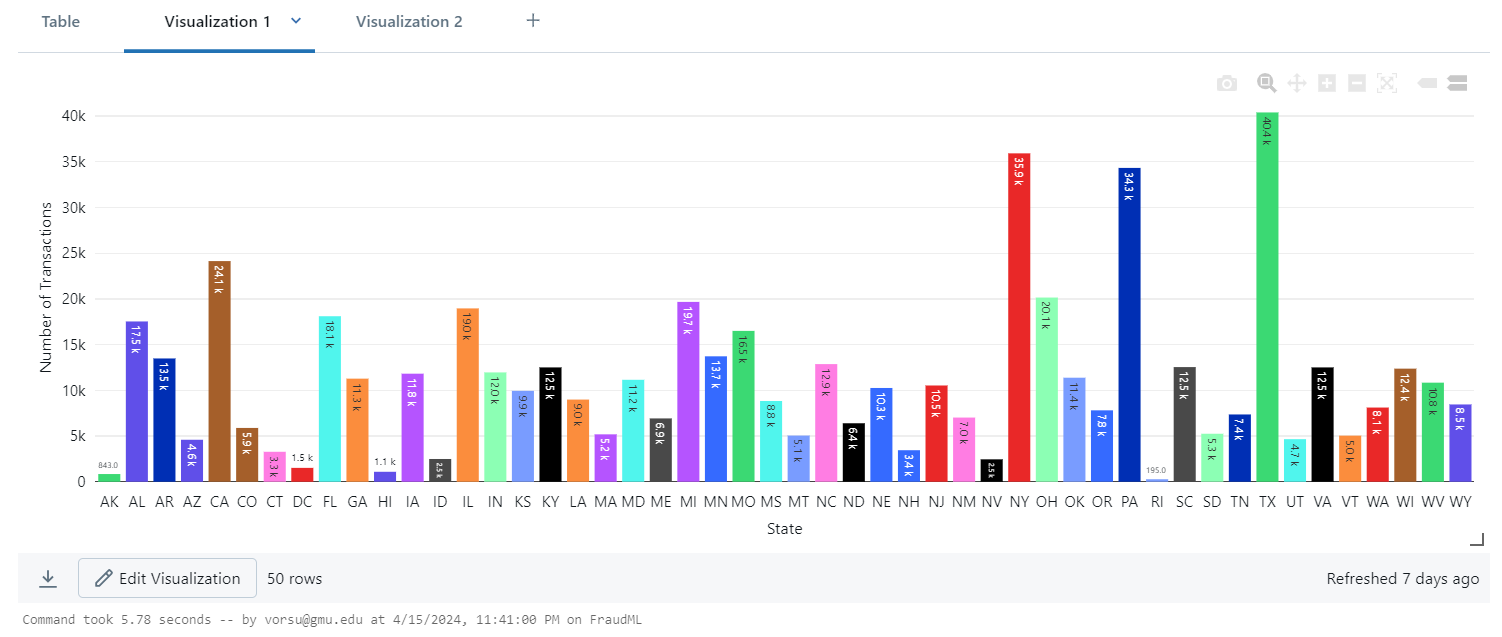 Table Visualization 1 Visualization 2
40k
35k
30k
25k
20k
15k
10k
5k
0
Number of Transactions
843.0 17.5 k 13.5 k 4.6 k 24.1 k 5.9 k 3.3 k 1.5 k 18.1 k 11.3 k 1.1 k 11.8 k 2.5 k 19.0 k 12.0 k 9.9 k 12.5 k 9.0 k 5.2 k 11.2 k 6.9 k 19.7 k 13.7 k 16.5 k 8.8 k 5.1 k 12.9 k 6.4 k 10.3 k 3.4 k 10.5 k 7.0 k 2.5 k 35.9 k 20.1 k 11.4 k 7.8 k 34.3 k 195.0 12.5 k 5.3 k 7.4 k 40.4 k 4.7 k 12.5 k 5.0 k 8.1 k 12.4 k 10.8 k 8.5 k
AK AL AR AZ CA CO CT DC FL GA HI IA ID IL IN KS KY LA MA MD ME MI MN MO MS MT NC ND NE NH NJ NM NV NY OH OK OR PA RI SC SD TN TX UT VA VT WA WI WV WY
State
Edit Visualization 50 rows Refreshed 7 days ago
Command took 5.78 seconds -- by vorsu@gmu.edu at 4/15/2024, 11:41:00 PM on FraudML